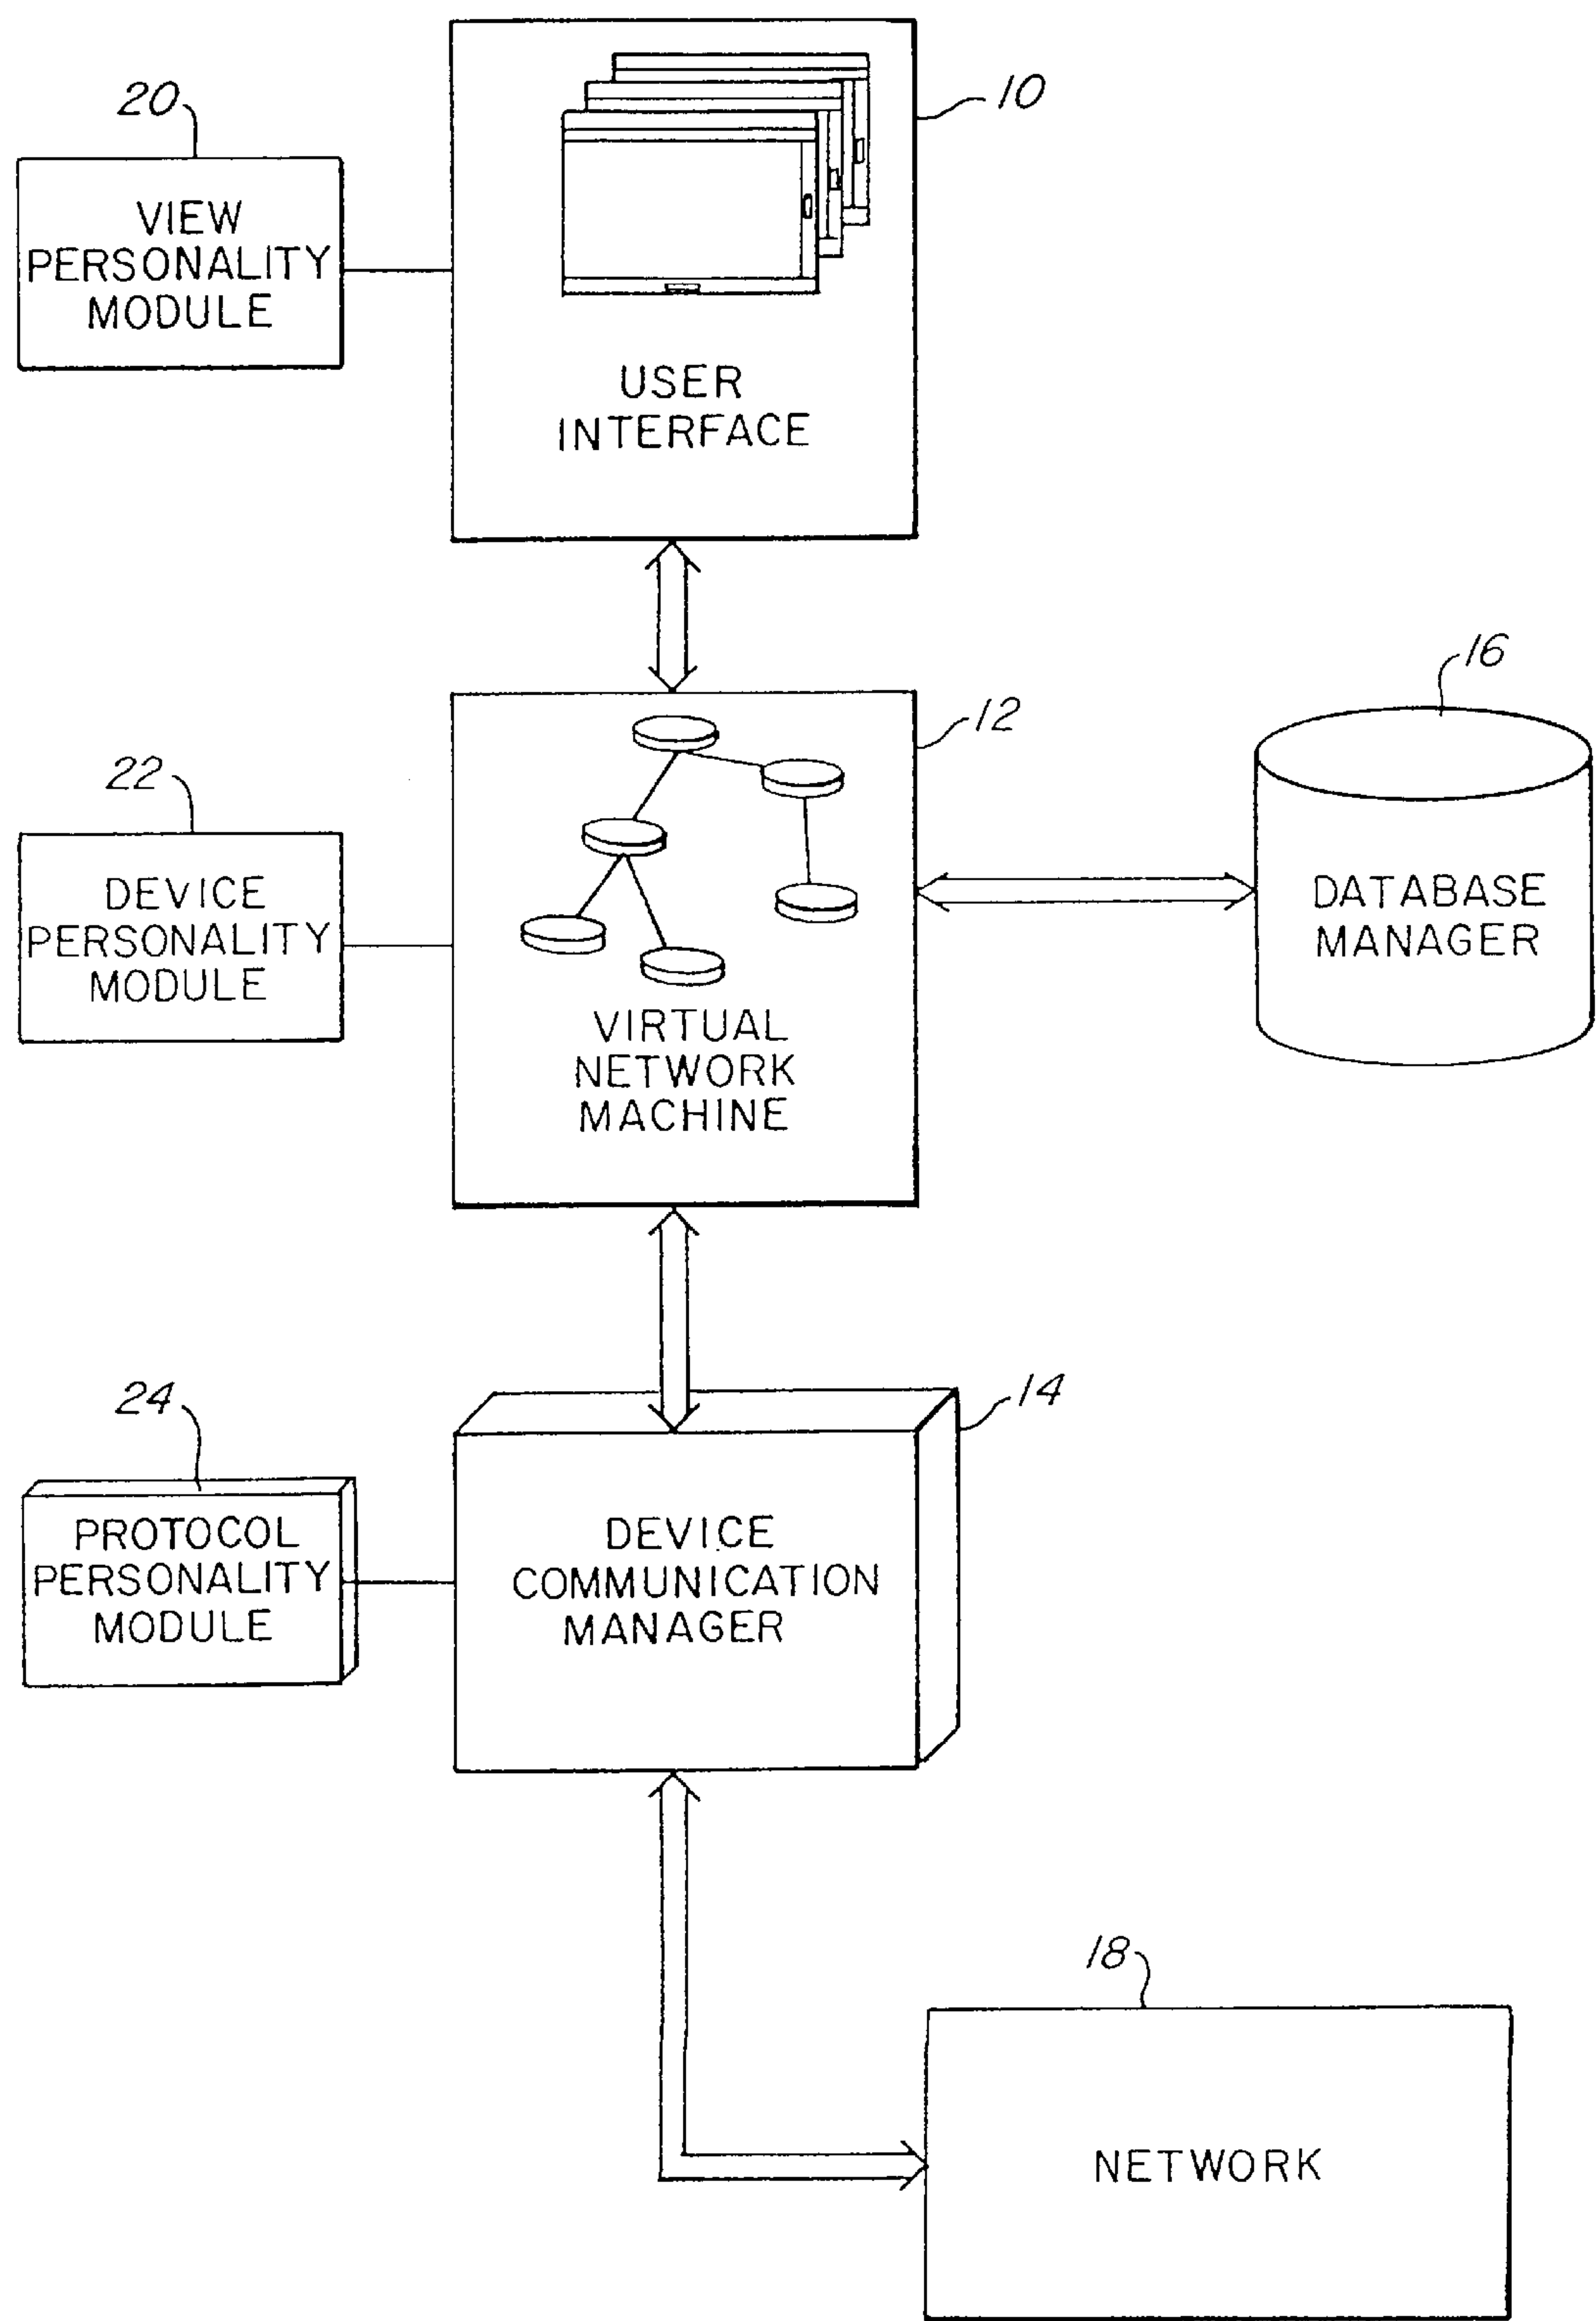 10
20
VIEW
PERSONALITY
MODULE
USER
INTERFACE
16
12
22
DEVICE
PERSONALITY
MODULE
DATABASE
MANAGER
VIRTUAL
NETWORK
MACHINE
14
24
PROTOCOL
PERSONALITY
MODULE
DEVICE
COMMUNICATION
MANAGER
18
NETWORK